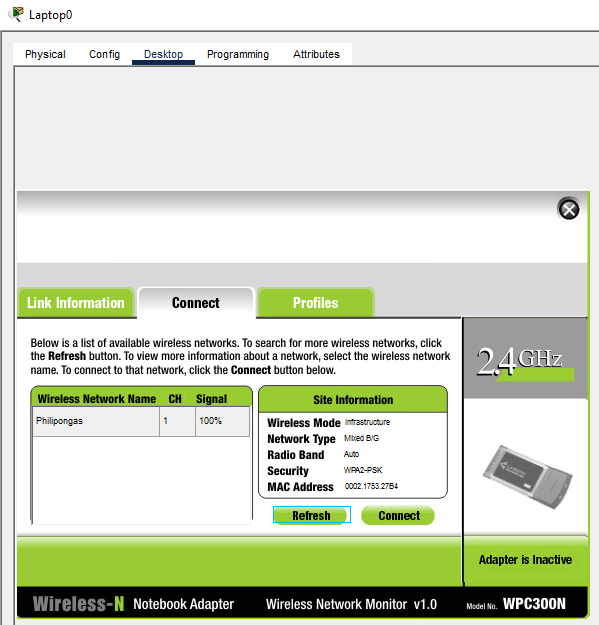 Laptop0
Physical Config Desktop Programming Attributes
Link Information Connect Profiles
Below is a list of available wireless networks. To search for more wireless networks, click
the Refresh button. To view more information about a network, select the wireless network
name. To connect to that network, click the Connect button below.
2.4GHz
Wireless Network Name CH Signal
Philipongas 1 100%
Site Information
Wireless Mode Infrastructure
Network Type Mixed B/G
Radio Band Auto
Security WPA2-PSK
MAC Address 0002.1753.27B4
Refresh Connect
Adapter is Inactive
Wireless-N Notebook Adapter Wireless Network Monitor v1.0 Model No. WPC300N